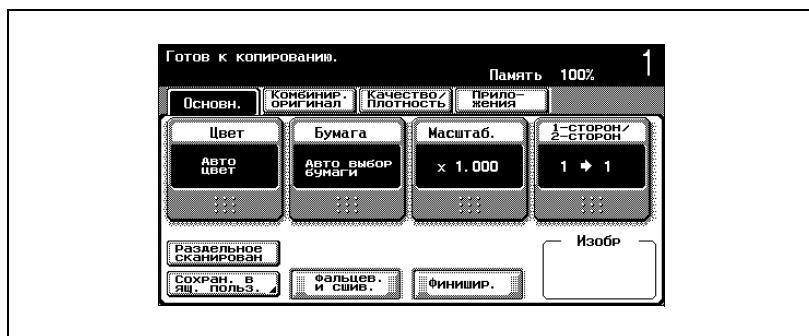 Готов к копированию.
1
Память 100%
Основн.
Комбинир.
оригинал
Качество/
плотность
Прило-
жения
Цвет
Бумага
Масштаб.
1-сторон/
2-сторон
Авто
цвет
Авто выбор
бумаги
x 1.000
1 ➜ 1
Изобр
Раздельное
сканирован
Сохран. в
ящ. польз.
Фальцев.
и сшив.
Финишир.